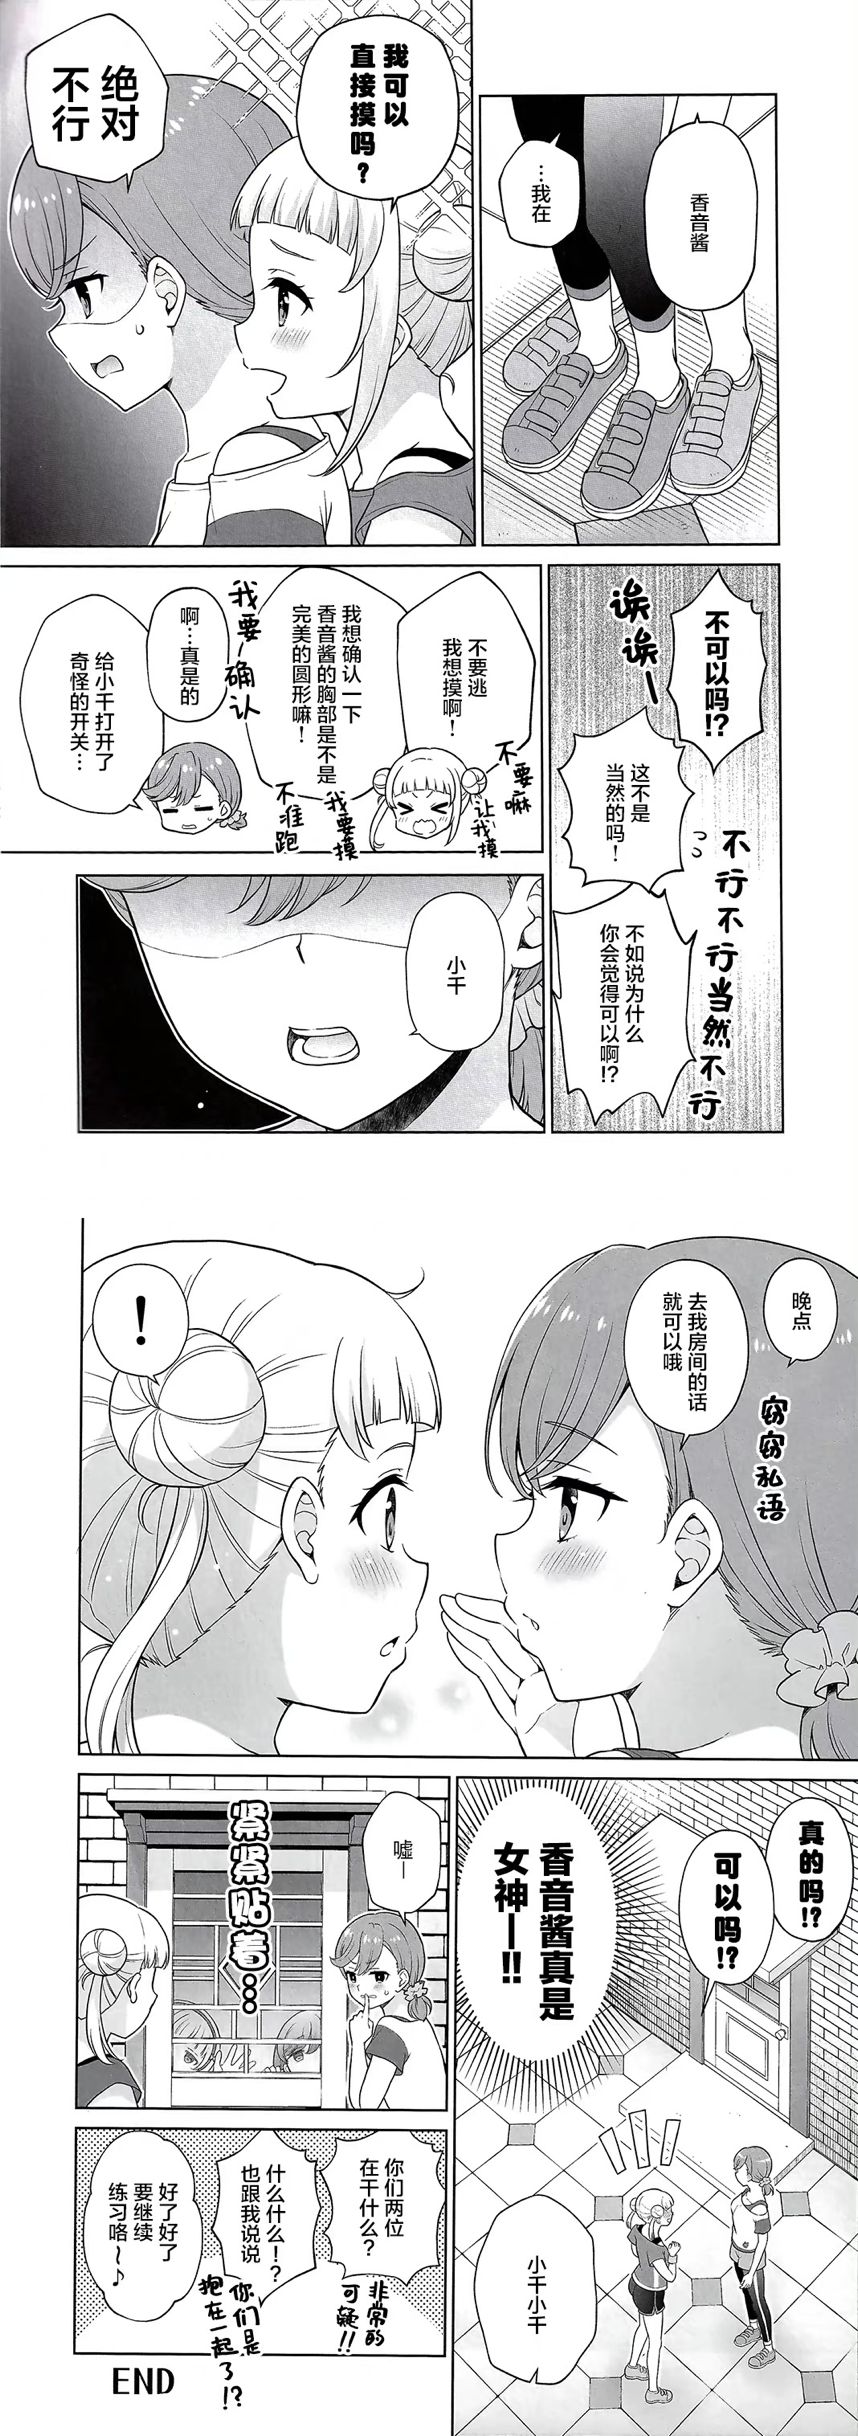 香音酱
…我在
我可以
直接摸吗？
绝对
不行
不可以吗!?
诶诶ー
这不是
当然的吗！
不行不行当然不行
不如说为什么
你会觉得可以啊!?
不要逃
我想摸啊！
不要嘛
让我摸
我想确认一下
香音酱的胸部是不是
完美的圆形嘛！
我要摸
不准跑
我要确认
啊…真是的
给小千打开了
奇怪的开关…
小千
晚点
去我房间的话
就可以哦
窃窃私语
！
真的吗!?
可以吗!?
香音酱真是
女神ー!!
小千小千
嘘ー
紧紧贴着…
你们两位
在干什么？
非常的
可疑!!
什么什么！？
也跟我说说
你们是
抱在一起了!?
好了好了
要继续
练习咯～♪
END